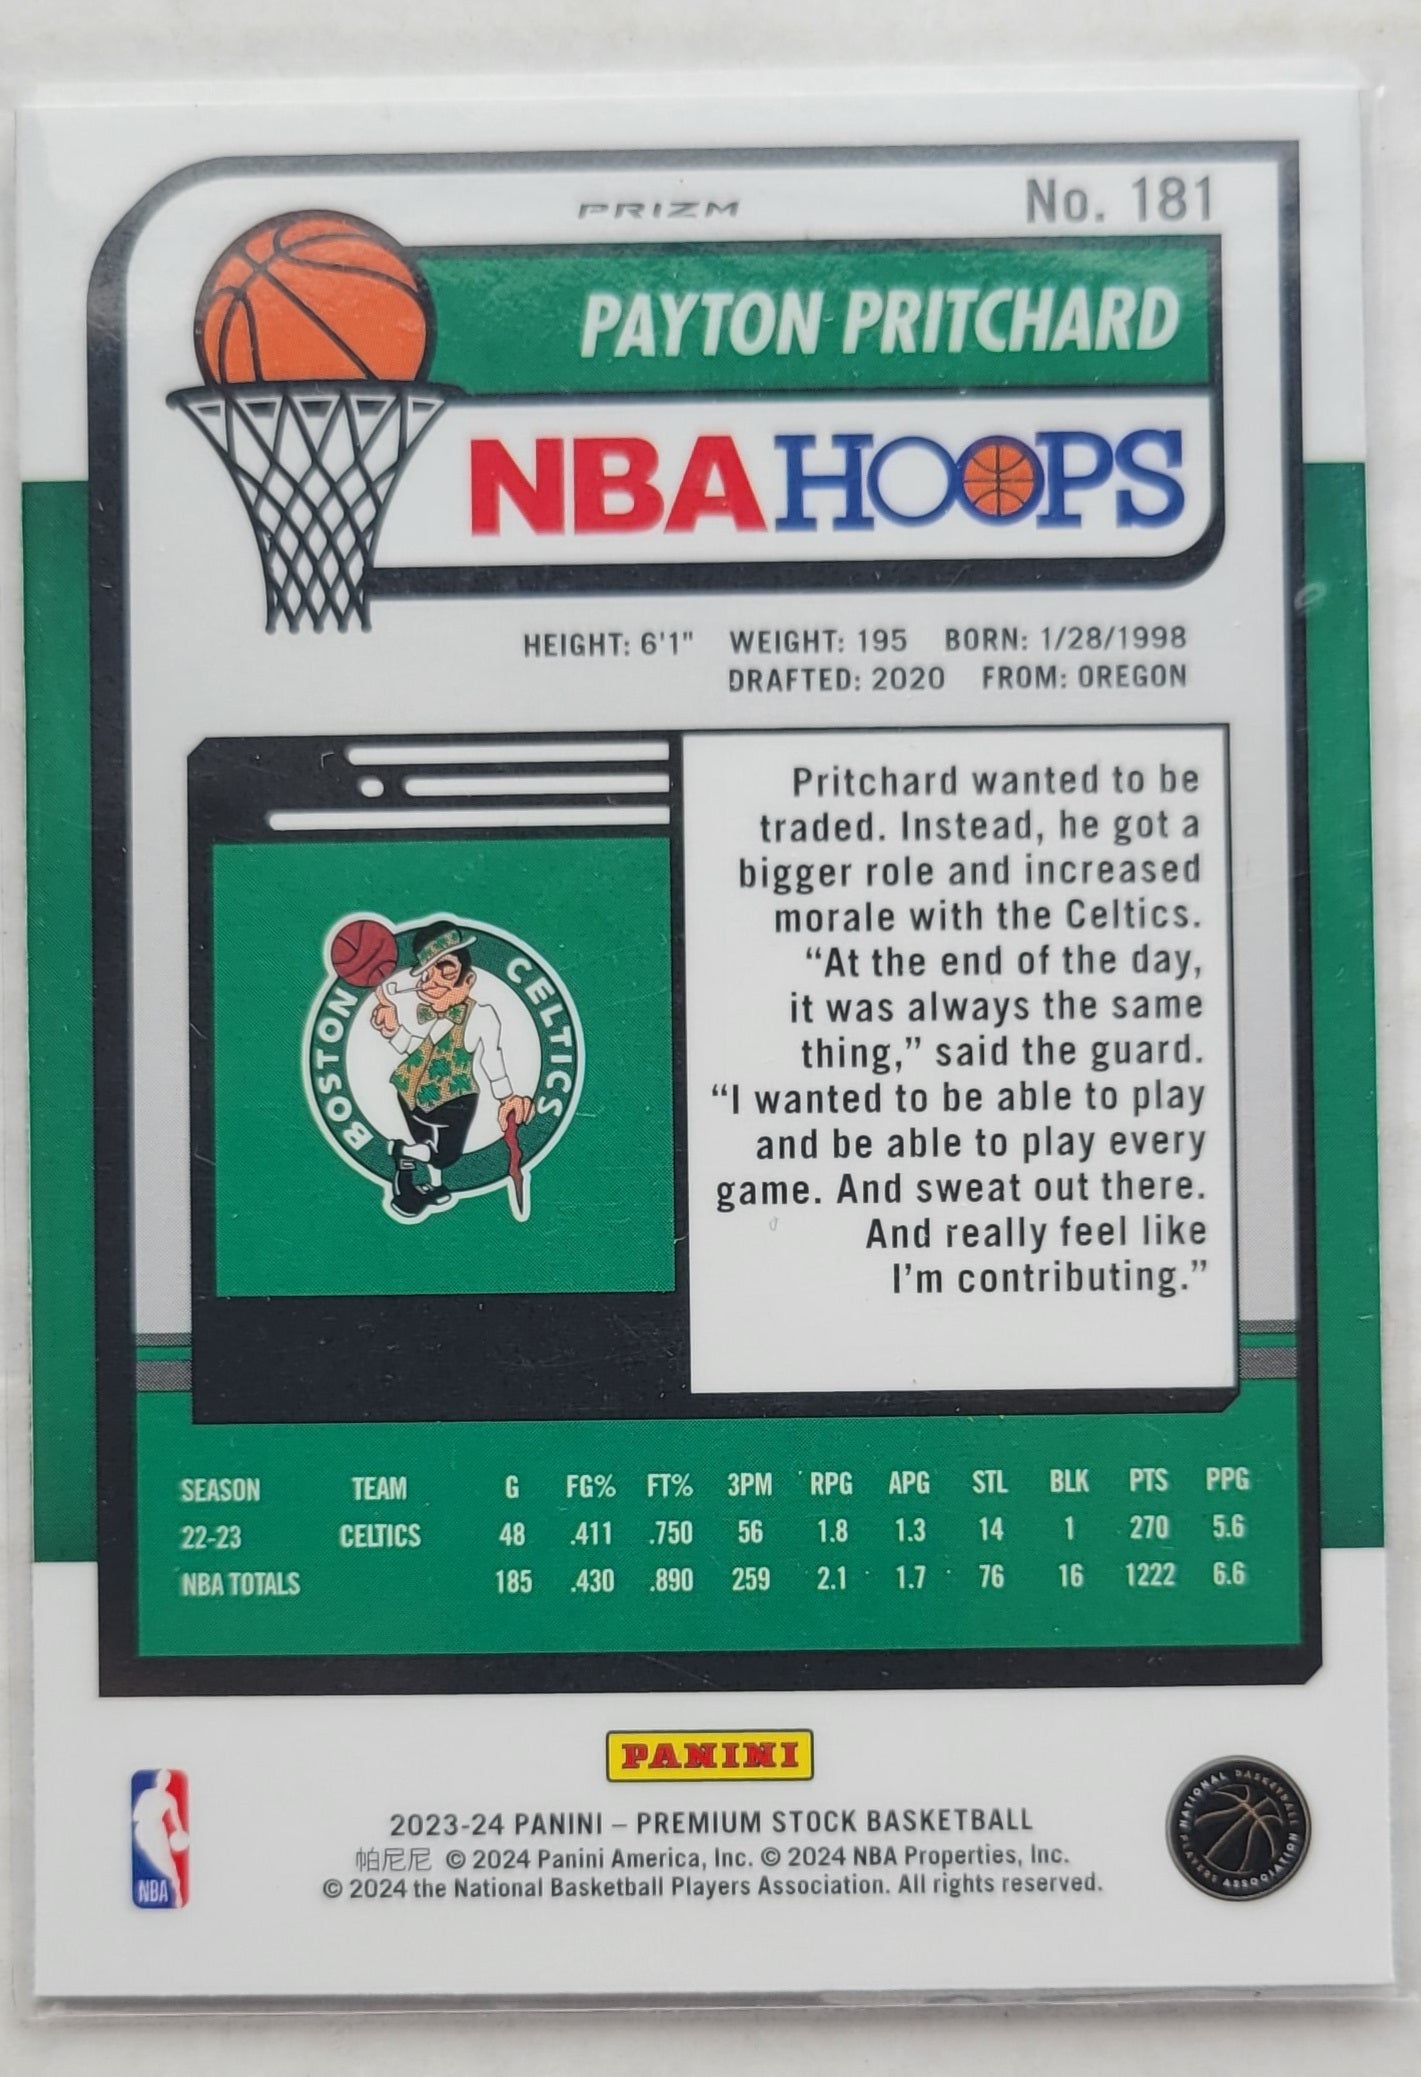 PRIZM
No. 181
PAYTON PRITCHARD
NBA HOOPS
HEIGHT: 6'1" WEIGHT: 195 BORN: 1/28/1998
DRAFTED: 2020 FROM: OREGON
BOSTON CELTICS
Pritchard wanted to be
traded. Instead, he got a
bigger role and increased
morale with the Celtics.
“At the end of the day,
it was always the same
thing,” said the guard.
“I wanted to be able to play
and be able to play every
game. And sweat out there.
And really feel like
I'm contributing.”
SEASON TEAM G FG% FT% 3PM RPG APG STL BLK PTS PPG
22-23 CELTICS 48 .411 .750 56 1.8 1.3 14 1 270 5.6
NBA TOTALS 185 .430 .890 259 2.1 1.7 76 16 1222 6.6
PANINI
2023-24 PANINI – PREMIUM STOCK BASKETBALL
帕尼尼 © 2024 Panini America, Inc. © 2024 NBA Properties, Inc.
© 2024 the National Basketball Players Association. All rights reserved.
NBA
NATIONAL BASKETBALL PLAYERS ASSOCIATION